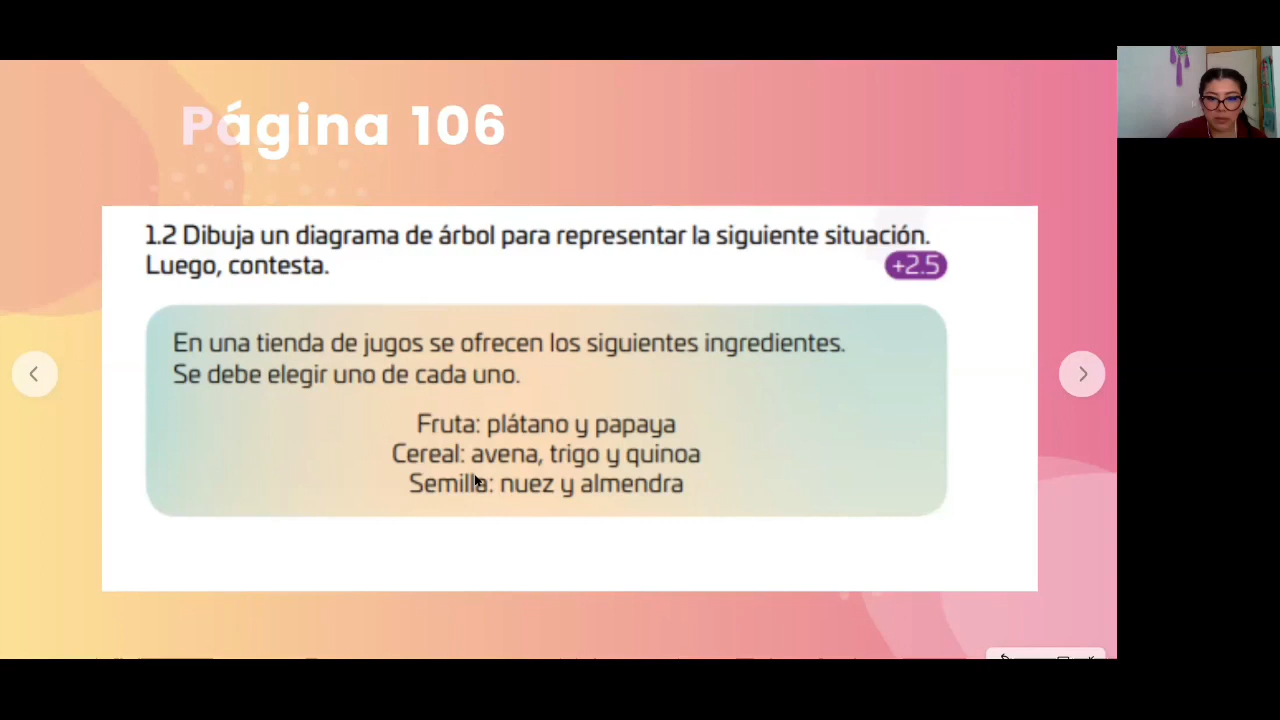 Página 106
1.2 Dibuja un diagrama de árbol para representar la siguiente situación.
Luego, contesta.
+2.5
En una tienda de jugos se ofrecen los siguientes ingredientes.
Se debe elegir uno de cada uno.
Fruta: plátano y papaya
Cereal: avena, trigo y quinoa
Semilla: nuez y almendra